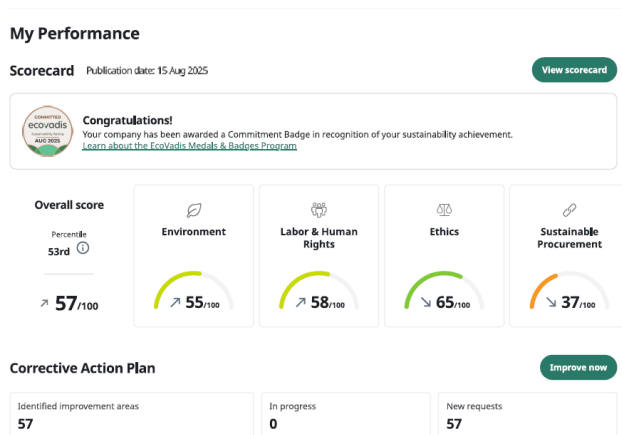 My Performance
Scorecard Publication date: 15 Aug 2025
View scorecard
COMMITTED
ecovadis
Sustainability Rating
AUG 2025
Congratulations!
Your company has been awarded a Commitment Badge in recognition of your sustainability achievement.
Learn about the EcoVadis Medals & Badges Program
Overall score
Percentile
53rd
57/100
Environment
55/100
Labor & Human
Rights
58/100
Ethics
65/100
Sustainable
Procurement
37/100
Corrective Action Plan
Improve now
Identified improvement areas
57
In progress
0
New requests
57